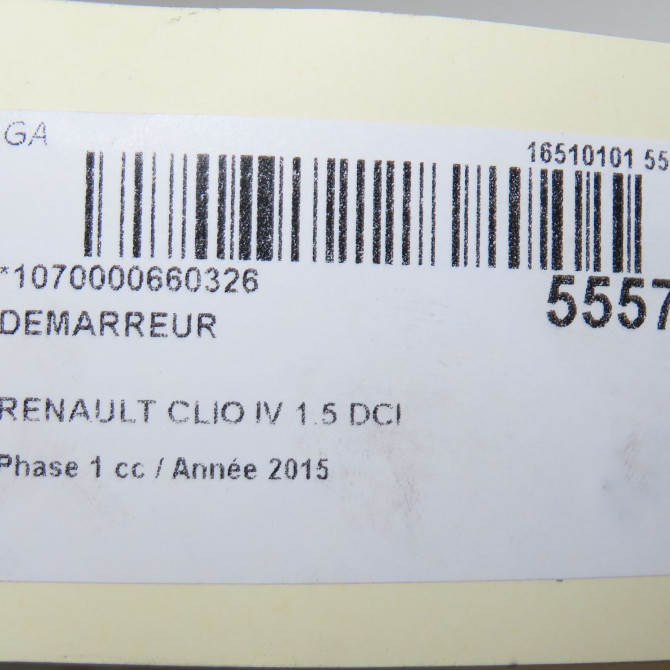 GA
16510101 55
*1070000660326
5557
DEMARREUR
RENAULT CLIO IV 1.5 DCI
Phase 1 cc / Année 2015